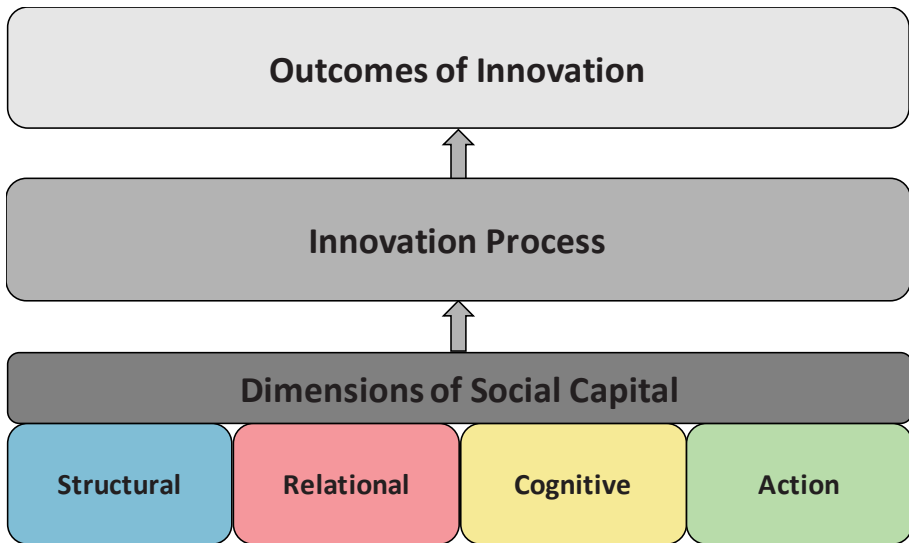 Outcomes of Innovation
Innovation Process
Dimensions of Social Capital
Structural
Relational
Cognitive
Action